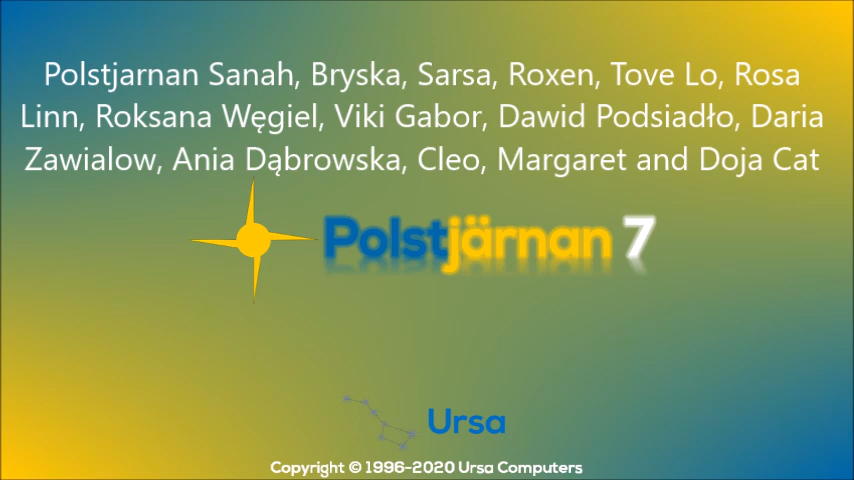 Polstjarnan Sanah, Bryska, Sarsa, Roxen, Tove Lo, Rosa
Linn, Roksana Węgiel, Viki Gabor, Dawid Podsiadło, Daria
Zawialow, Ania Dąbrowska, Cleo, Margaret and Doja Cat
Polstjärnan 7
Ursa
Copyright © 1996-2020 Ursa Computers